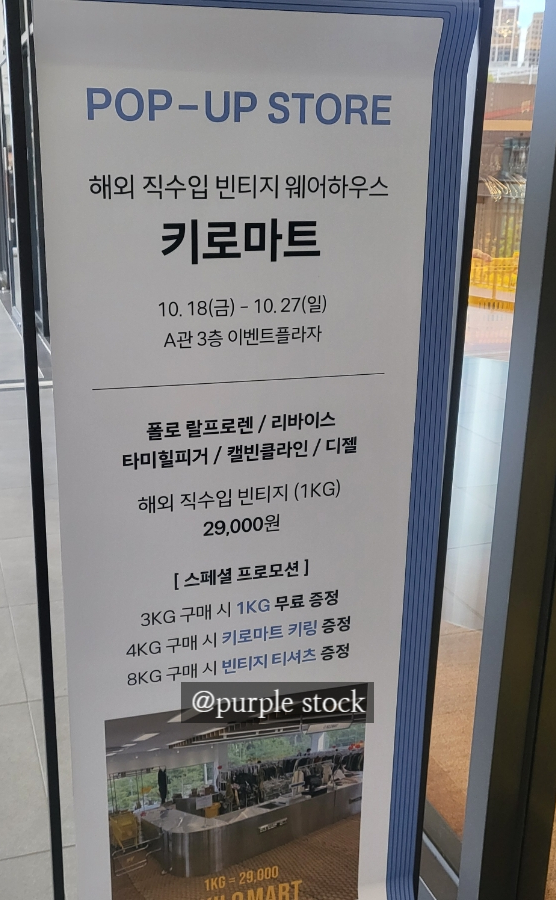 POP-UP STORE
해외 직수입 빈티지 웨어하우스
키로마트
10. 18(금) - 10. 27(일)
A관 3층 이벤트플라자
폴로 랄프로렌 / 리바이스
타미힐피거 / 캘빈클라인 / 디젤
해외 직수입 빈티지 (1KG)
29,000원
[ 스페셜 프로모션 ]
3KG 구매 시 1KG 무료 증정
4KG 구매 시 키로마트 키링 증정
8KG 구매 시 빈티지 티셔츠 증정
@purple stock
1KG = 29,000